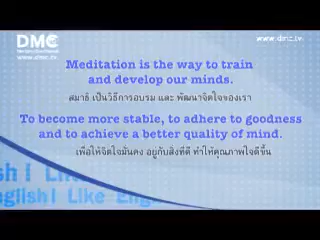 DMC
www.dmc.tv
www.dmc.tv
Meditation is the way to train
and develop our minds.
สมาธิ เป็นวิธีการอบรม และ พัฒนาจิตใจของเรา
To become more stable, to adhere to goodness
and to achieve a better quality of mind.
เพื่อให้จิตใจมั่นคง อยู่กับสิ่งที่ดี ทำให้คุณภาพใจดีขึ้น
sh I Like
English I Like Eng